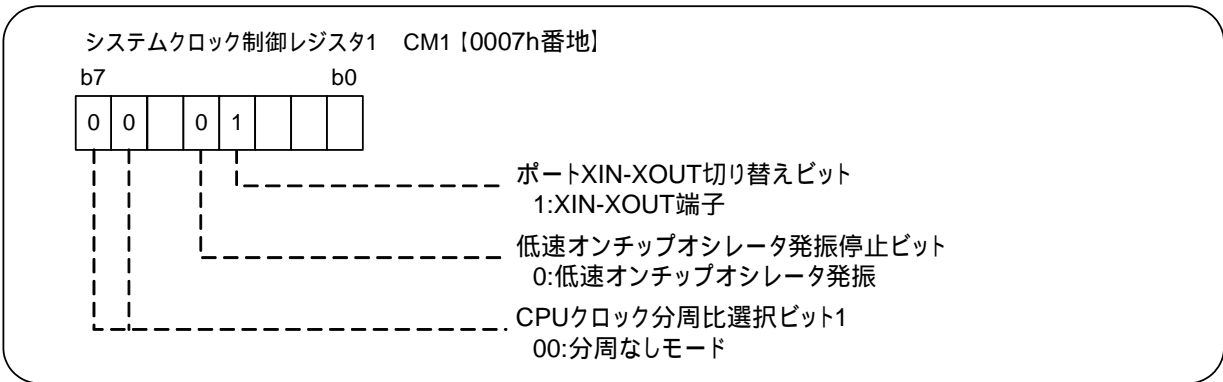 システムクロック制御レジスタ1 CM1【0007h番地】
b7 b0
0 0 0 1
ポートXIN-XOUT切り替えビット
1:XIN-XOUT端子
低速オンチップオシレータ発振停止ビット
0:低速オンチップオシレータ発振
CPUクロック分周比選択ビット1
00:分周なしモード